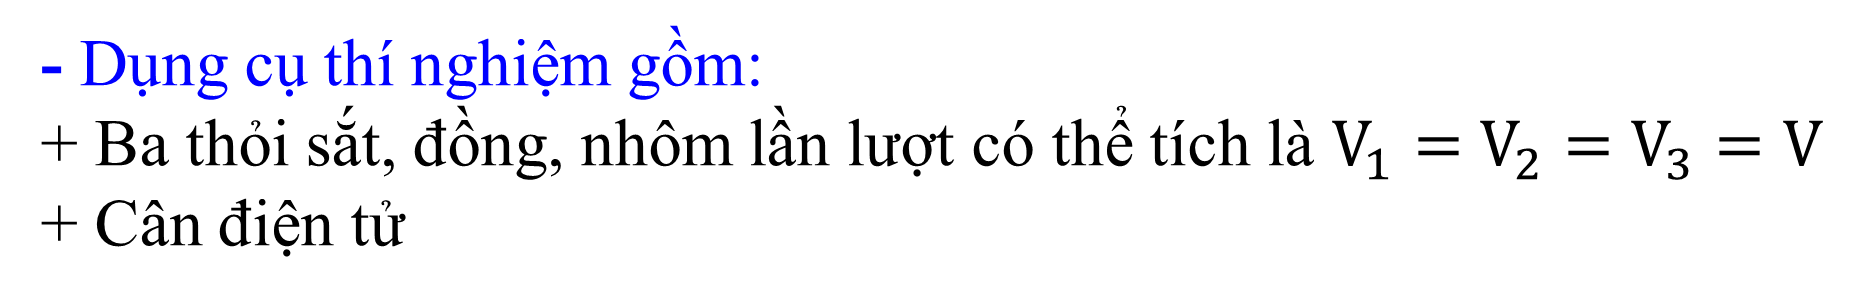 - Dụng cụ thí nghiệm gồm:
+ Ba thỏi sắt, đồng, nhôm lần lượt có thể tích là V₁ = V₂ = V₃ = V
+ Cân điện tử